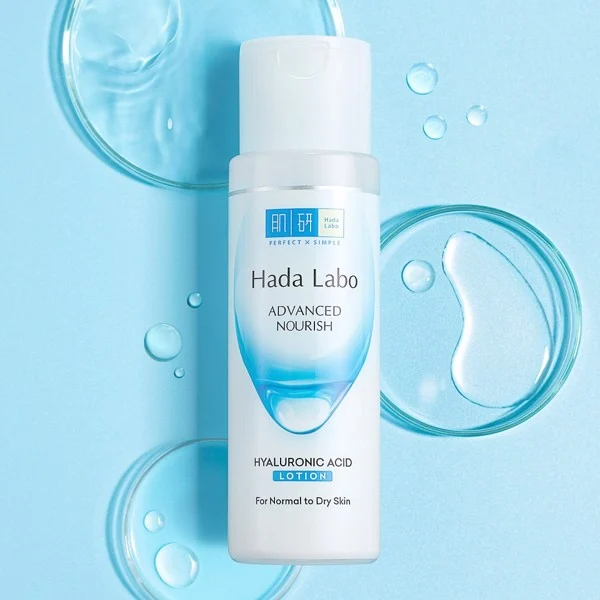 肌 研 Hada Labo
PERFECT × SIMPLE
Hada Labo
ADVANCED
NOURISH
HYALURONIC ACID
LOTION
For Normal to Dry Skin